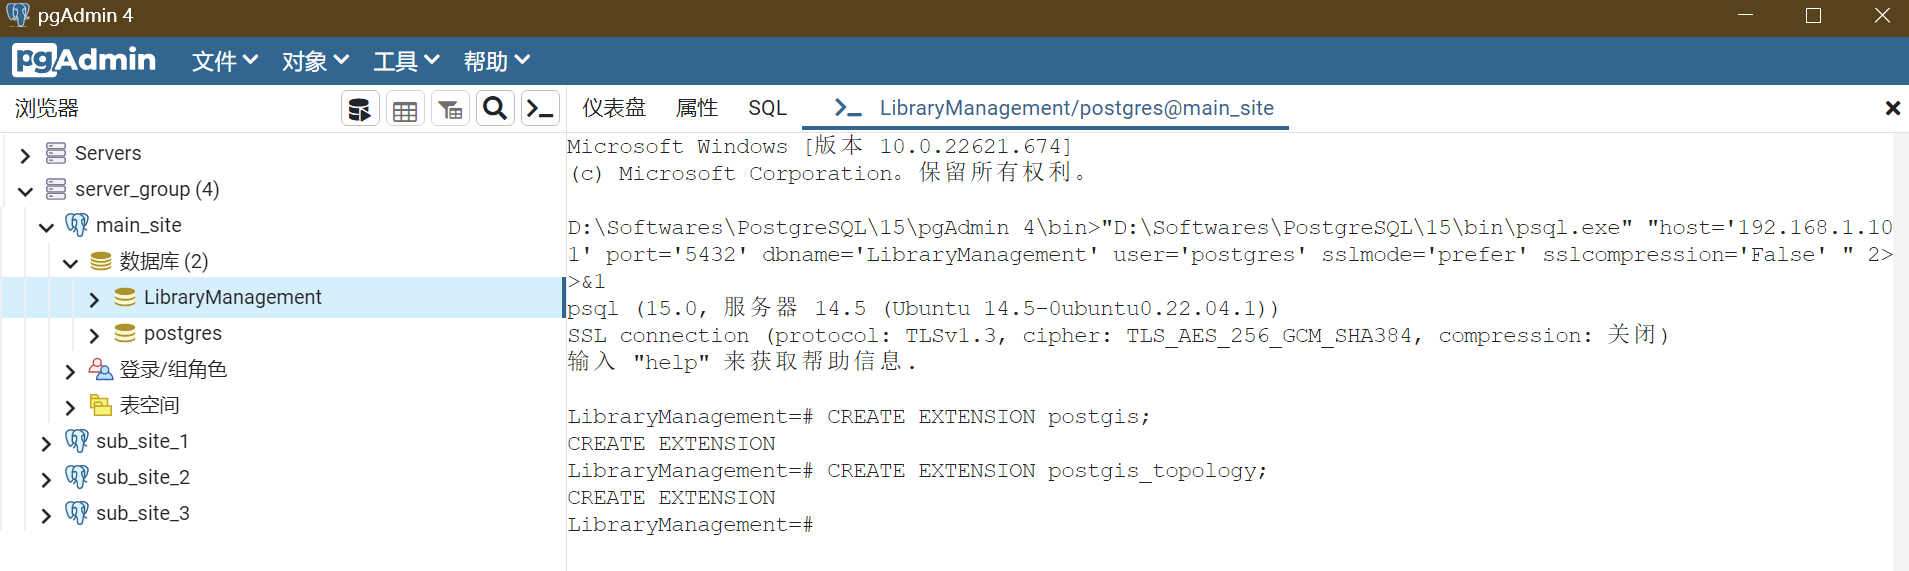 pgAdmin 4
pgAdmin 文件 对象 工具 帮助
浏览器
仪表盘 属性 SQL LibraryManagement/postgres@main_site
Servers
server_group (4)
main_site
数据库 (2)
LibraryManagement
postgres
登录/组角色
表空间
sub_site_1
sub_site_2
sub_site_3
Microsoft Windows [版本 10.0.22621.674]
(c) Microsoft Corporation。保留所有权利。
D:\Softwares\PostgreSQL\15\pgAdmin 4\bin>"D:\Softwares\PostgreSQL\15\bin\psql.exe" "host='192.168.1.10
1' port='5432' dbname='LibraryManagement' user='postgres' sslmode='prefer' sslcompression='False' " 2>
>&1
psql (15.0, 服务器 14.5 (Ubuntu 14.5-0ubuntu0.22.04.1))
SSL connection (protocol: TLSv1.3, cipher: TLS_AES_256_GCM_SHA384, compression: 关闭)
输入 "help" 来获取帮助信息.
LibraryManagement=# CREATE EXTENSION postgis;
CREATE EXTENSION
LibraryManagement=# CREATE EXTENSION postgis_topology;
CREATE EXTENSION
LibraryManagement=#